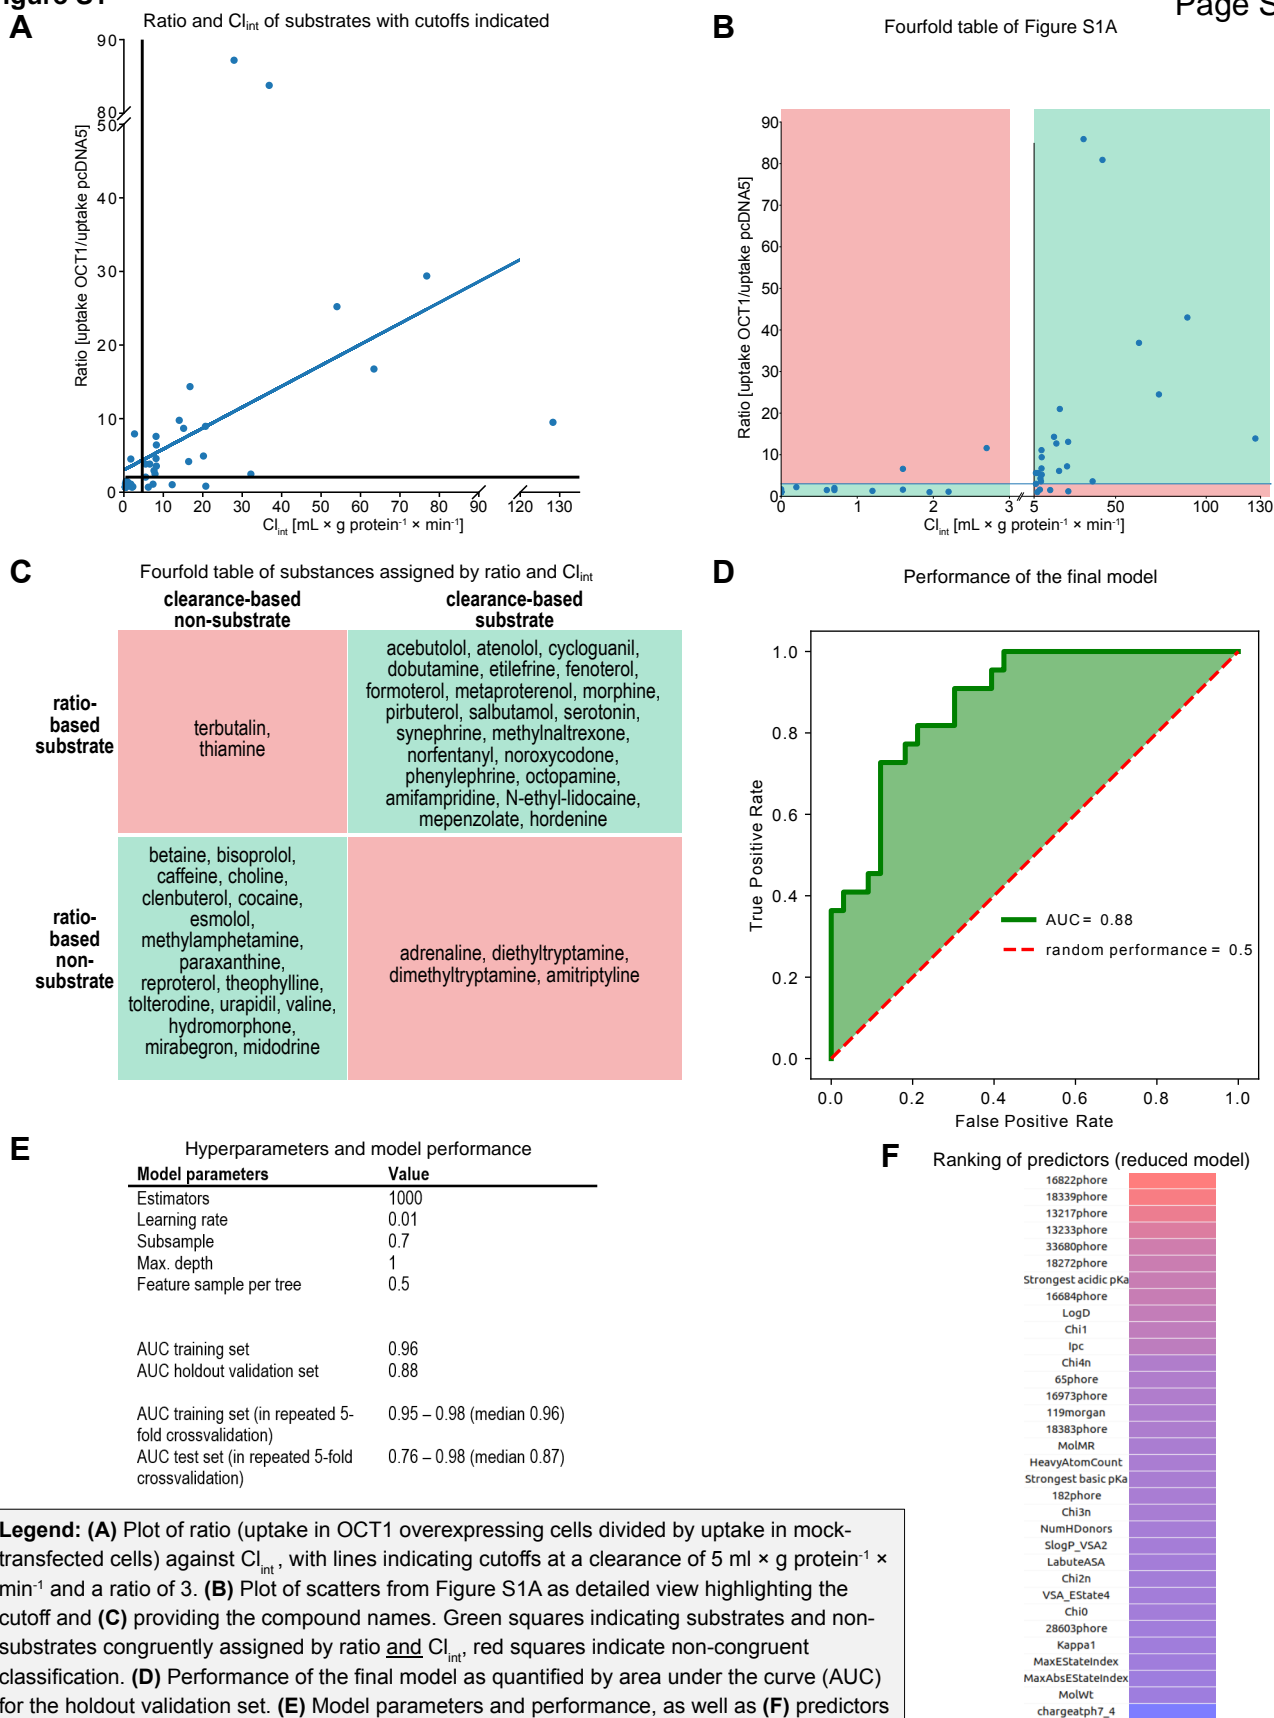 Figure S1
Page S
A
Ratio and Cl_int of substrates with cutoffs indicated
90
80
50
40
30
20
10
0
Ratio [uptake OCT1/uptake pcDNA5]
0 10 20 30 40 50 60 70 80 90 120 130
Cl_int [mL × g protein⁻¹ × min⁻¹]
B
Fourfold table of Figure S1A
90
80
70
60
50
40
30
20
10
0
Ratio [uptake OCT1/uptake pcDNA5]
0 1 2 3 5 50 100 130
Cl_int [mL × g protein⁻¹ × min⁻¹]
C
Fourfold table of substances assigned by ratio and Cl_int
clearance-based
non-substrate
clearance-based
substrate
ratio-
based
substrate
terbutalin,
thiamine
acebutolol, atenolol, cycloguanil,
dobutamine, etilefrine, fenoterol,
formoterol, metaproterenol, morphine,
pirbuterol, salbutamol, serotonin,
synephrine, methylnaltrexone,
norfentanyl, noroxycodone,
phenylephrine, octopamine,
amifampridine, N-ethyl-lidocaine,
mepenzolate, hordenine
ratio-
based
non-
substrate
betaine, bisoprolol,
caffeine, choline,
clenbuterol, cocaine,
esmolol,
methylamphetamine,
paraxanthine,
reproterol, theophylline,
tolterodine, urapidil, valine,
hydromorphone,
mirabegron, midodrine
adrenaline, diethyltryptamine,
dimethyltryptamine, amitriptyline
D
Performance of the final model
1.0
0.8
0.6
0.4
0.2
0.0
True Positive Rate
AUC = 0.88
random performance = 0.5
0.0 0.2 0.4 0.6 0.8 1.0
False Positive Rate
E
Hyperparameters and model performance
Model parameters Value
Estimators 1000
Learning rate 0.01
Subsample 0.7
Max. depth 1
Feature sample per tree 0.5
AUC training set 0.96
AUC holdout validation set 0.88
AUC training set (in repeated 5- 0.95 – 0.98 (median 0.96)
fold crossvalidation)
AUC test set (in repeated 5-fold 0.76 – 0.98 (median 0.87)
crossvalidation)
F
Ranking of predictors (reduced model)
16822phore
18339phore
13217phore
13233phore
33680phore
18272phore
Strongest acidic pKa
16684phore
LogD
Chi1
Ipc
Chi4n
65phore
16973phore
119morgan
18383phore
MolMR
HeavyAtomCount
Strongest basic pKa
182phore
Chi3n
NumHDonors
SlogP_VSA2
LabuteASA
Chi2n
VSA_EState4
Chi0
28603phore
Kappa1
MaxEStateIndex
MaxAbsEStateIndex
MolWt
chargeatph7_4
Legend: (A) Plot of ratio (uptake in OCT1 overexpressing cells divided by uptake in mock-
transfected cells) against Cl_int, with lines indicating cutoffs at a clearance of 5 ml × g protein⁻¹ ×
min⁻¹ and a ratio of 3. (B) Plot of scatters from Figure S1A as detailed view highlighting the
cutoff and (C) providing the compound names. Green squares indicating substrates and non-
substrates congruently assigned by ratio and Cl_int, red squares indicate non-congruent
classification. (D) Performance of the final model as quantified by area under the curve (AUC)
for the holdout validation set. (E) Model parameters and performance, as well as (F) predictors